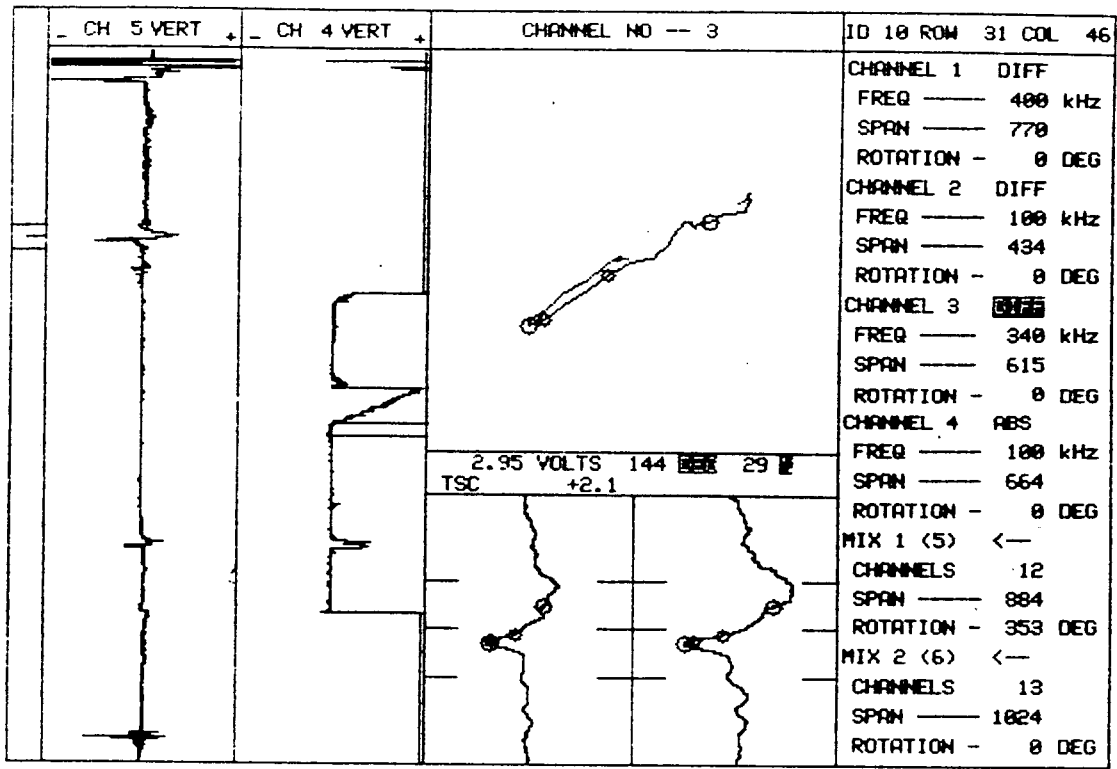 - CH 5 VERT +
- CH 4 VERT +
CHANNEL NO -- 3
ID 10 ROW 31 COL 46
CHANNEL 1 DIFF
FREQ —— 400 kHz
SPAN —— 770
ROTATION - 0 DEG
CHANNEL 2 DIFF
FREQ —— 100 kHz
SPAN —— 434
ROTATION - 0 DEG
CHANNEL 3 DIFF
FREQ —— 340 kHz
SPAN —— 615
ROTATION - 0 DEG
CHANNEL 4 ABS
FREQ —— 100 kHz
SPAN —— 664
ROTATION - 0 DEG
MIX 1 (5) <--
CHANNELS 12
SPAN —— 884
ROTATION - 353 DEG
MIX 2 (6) <--
CHANNELS 13
SPAN —— 1024
ROTATION - 0 DEG
2.95 VOLTS 144 29
TSC +2.1